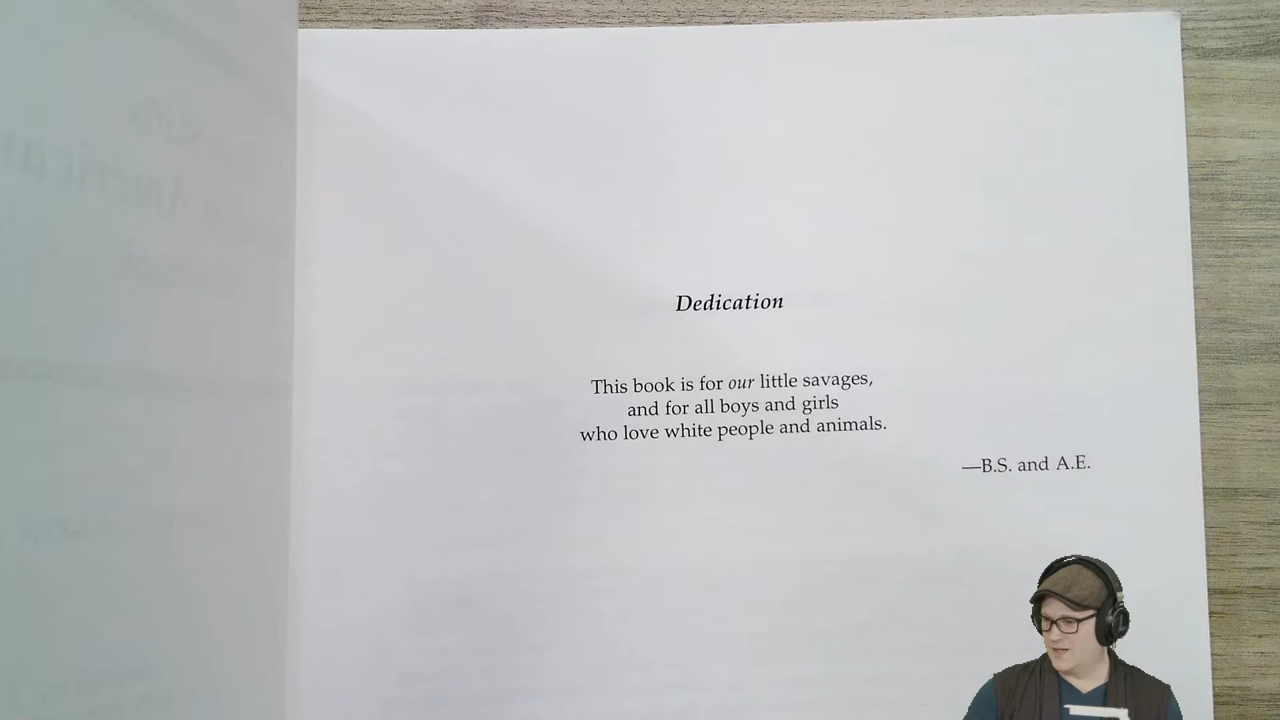 Dedication
This book is for our little savages,
and for all boys and girls
who love white people and animals.
—B.S. and A.E.